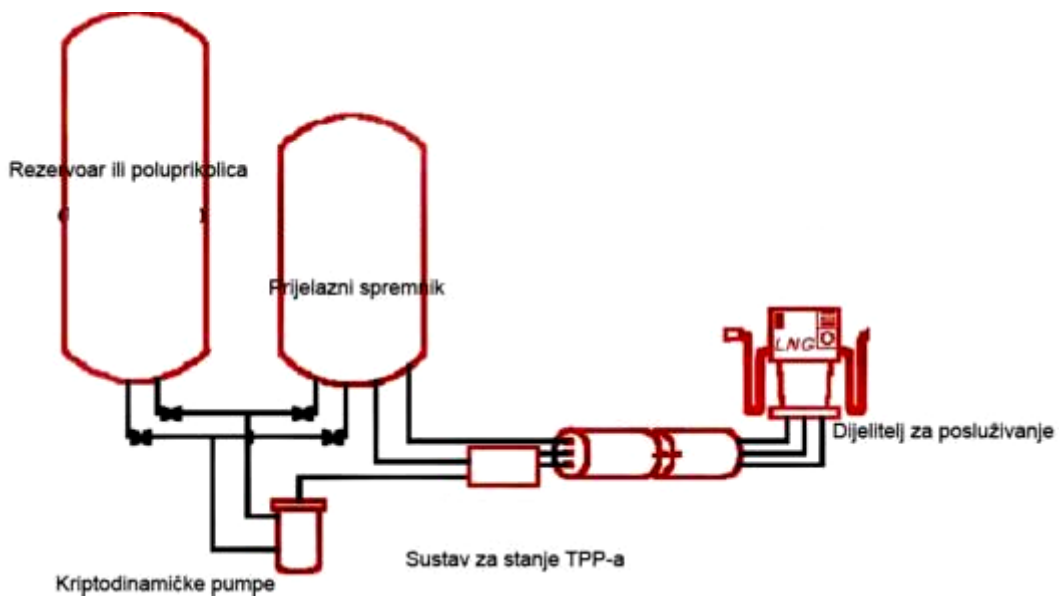 Rezervoar ili poluprikolica
Prijelazni spremnik
LNG
Dijelitelj za posluživanje
Sustav za stanje TPP-a
Kriptodinamičke pumpe